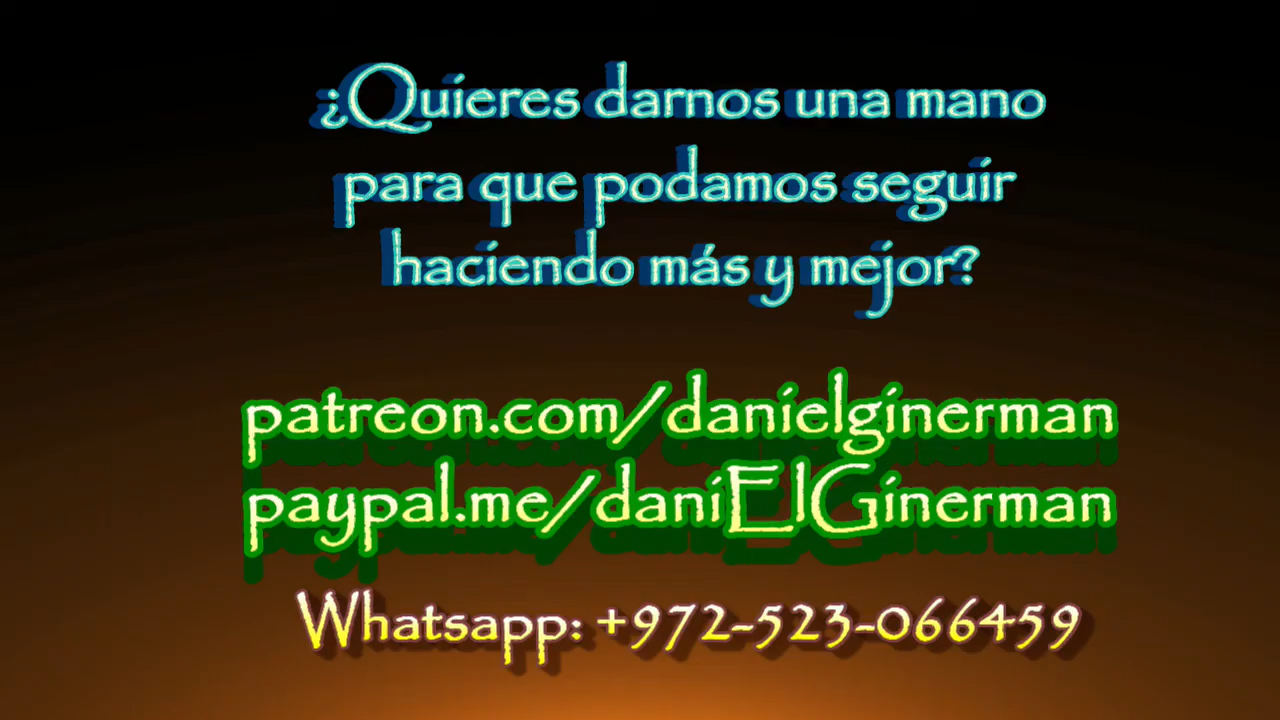 ¿Quieres darnos una mano
para que podamos seguir
haciendo más y mejor?
patreon.com/danielginerman
paypal.me/daniElGinerman
Whatsapp: +972-523-066459